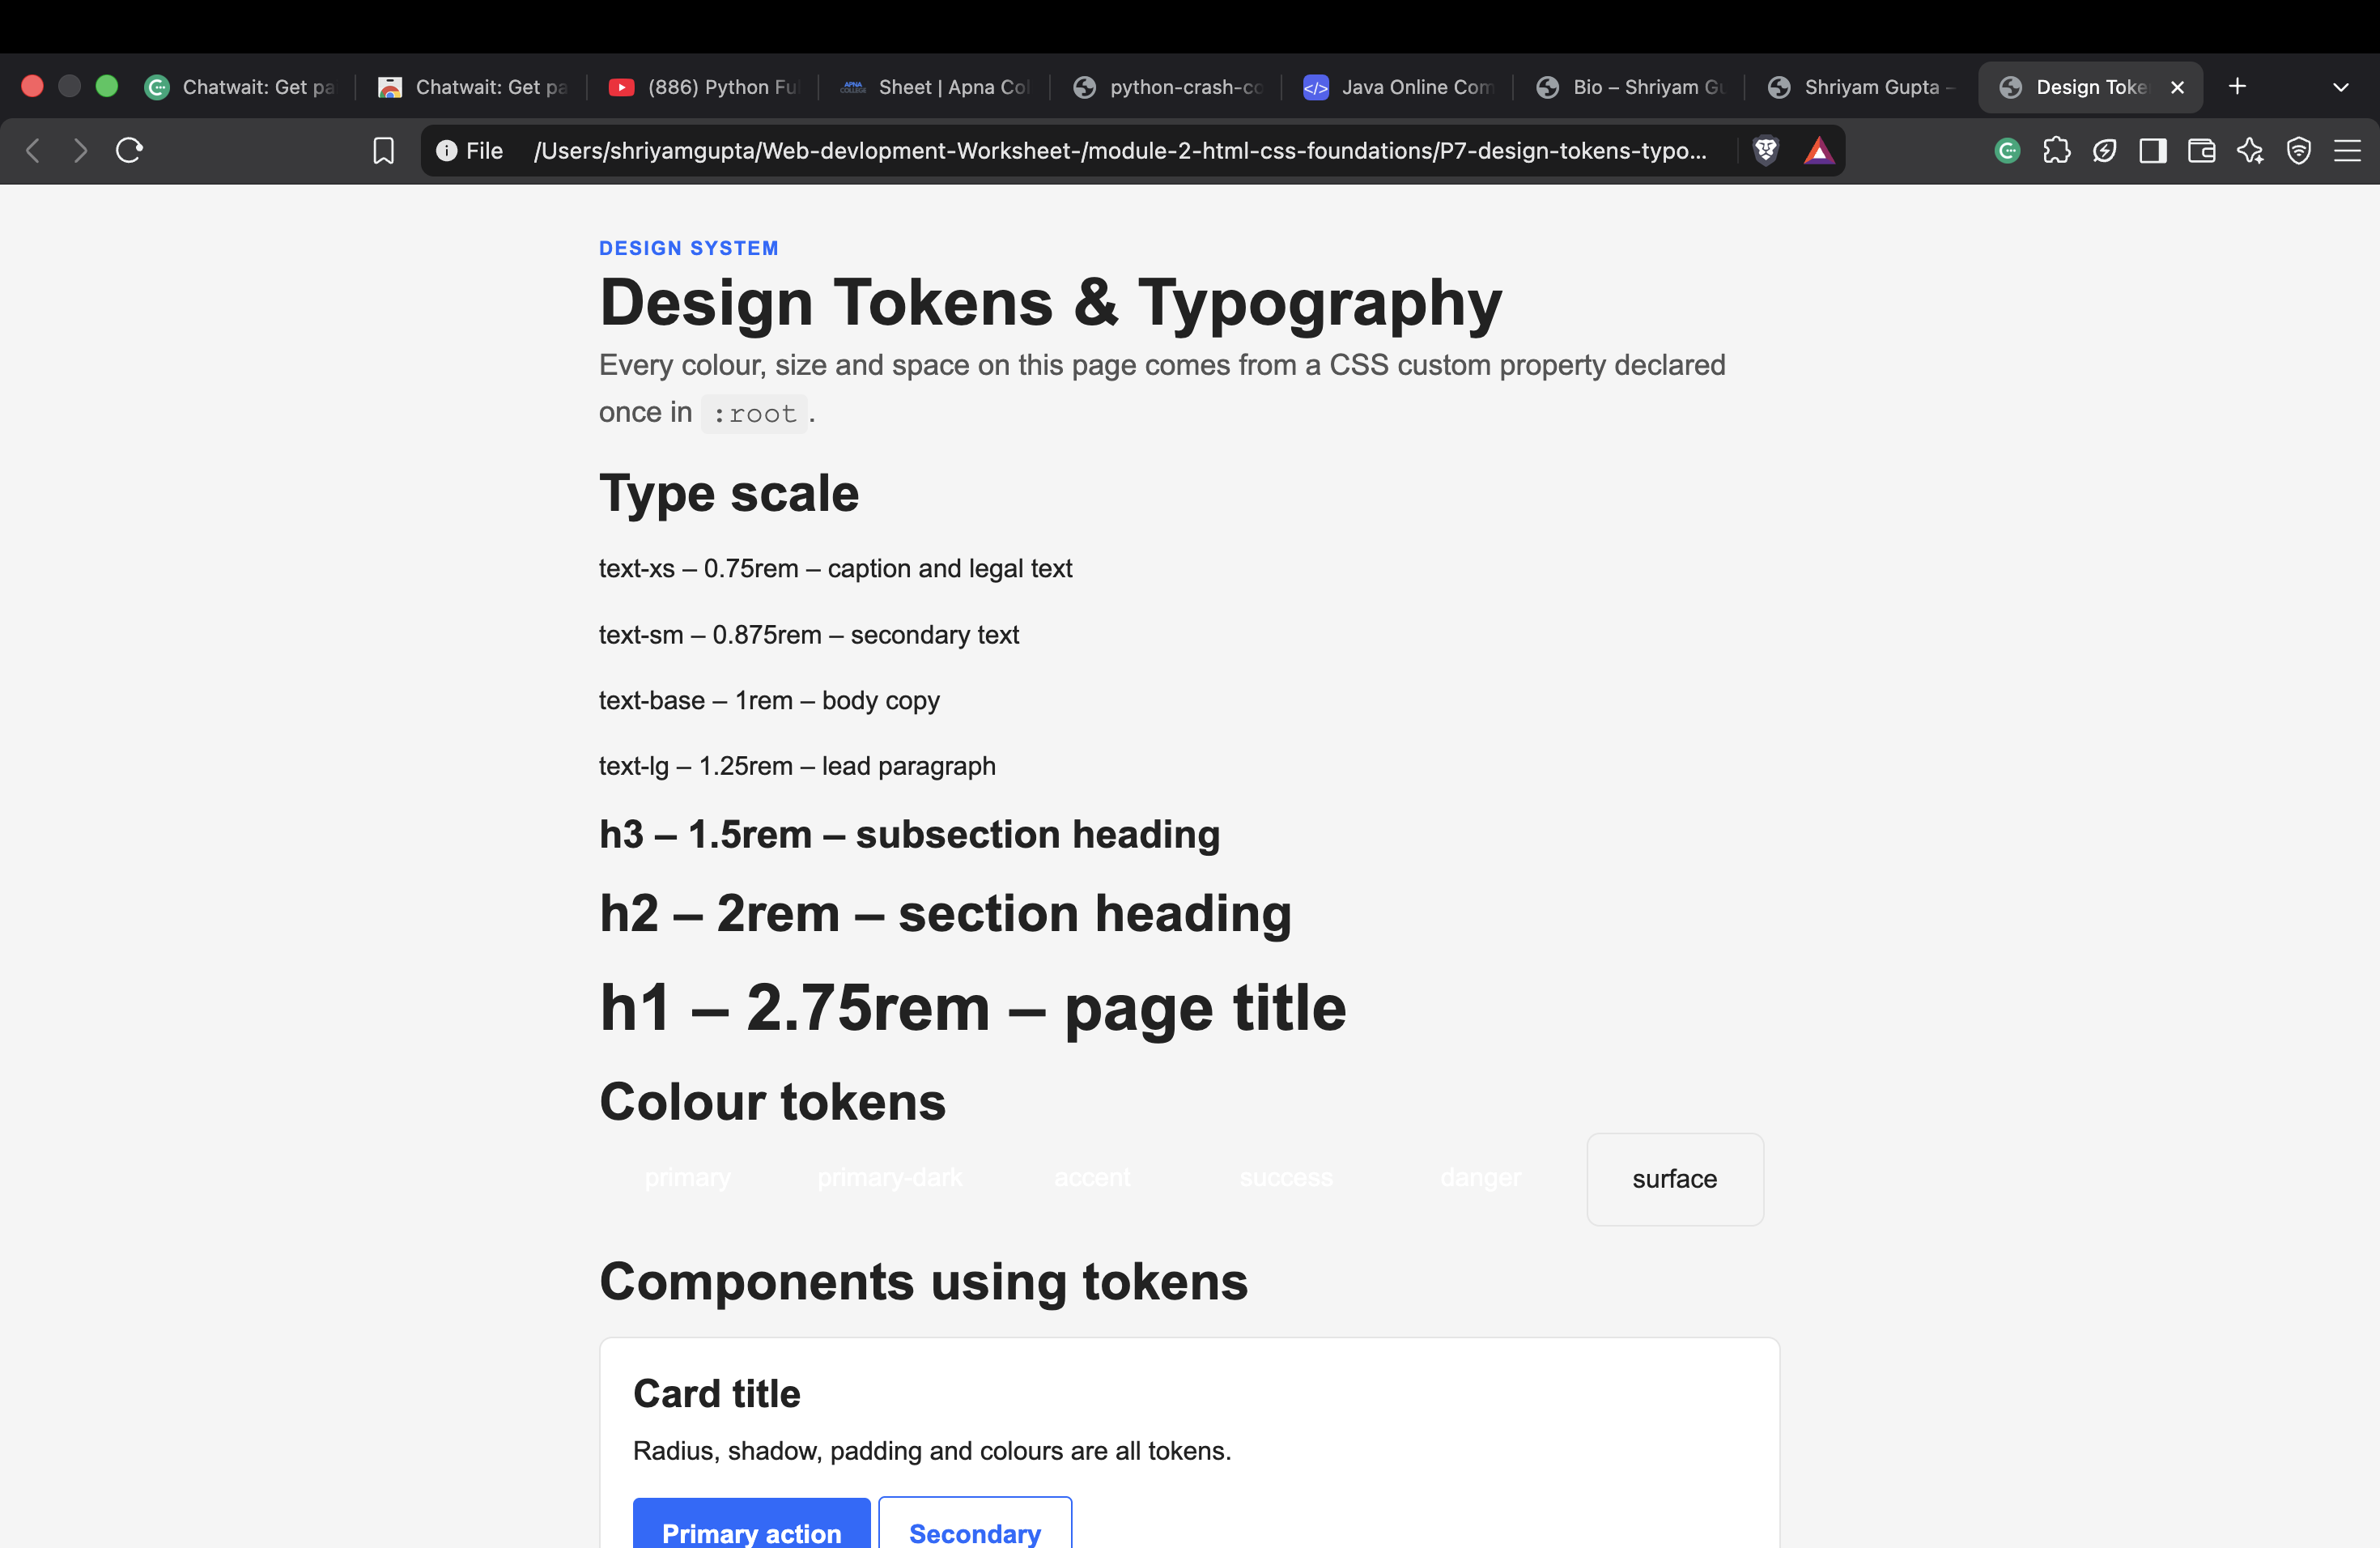 Chatwait: Get pa
Chatwait: Get pa
(886) Python Ful
APNA COLLEGE
Sheet | Apna Col
python-crash-co
Java Online Com
Bio – Shriyam Gu
Shriyam Gupta –
Design Toke
File /Users/shriyamgupta/Web-devlopment-Worksheet-/module-2-html-css-foundations/P7-design-tokens-typo...
DESIGN SYSTEM
Design Tokens & Typography
Every colour, size and space on this page comes from a CSS custom property declared
once in :root.
Type scale
text-xs – 0.75rem – caption and legal text
text-sm – 0.875rem – secondary text
text-base – 1rem – body copy
text-lg – 1.25rem – lead paragraph
h3 – 1.5rem – subsection heading
h2 – 2rem – section heading
h1 – 2.75rem – page title
Colour tokens
primary primary-dark accent success danger surface
Components using tokens
Card title
Radius, shadow, padding and colours are all tokens.
Primary action Secondary